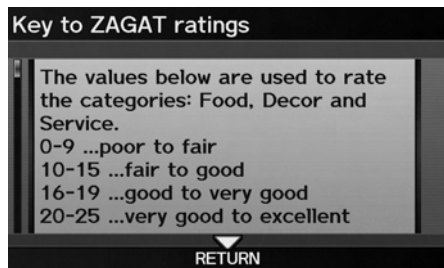 Key to ZAGAT ratings
The values below are used to rate
the categories: Food, Decor and
Service.
0-9 ...poor to fair
10-15 ...fair to good
16-19 ...good to very good
20-25 ...very good to excellent
RETURN